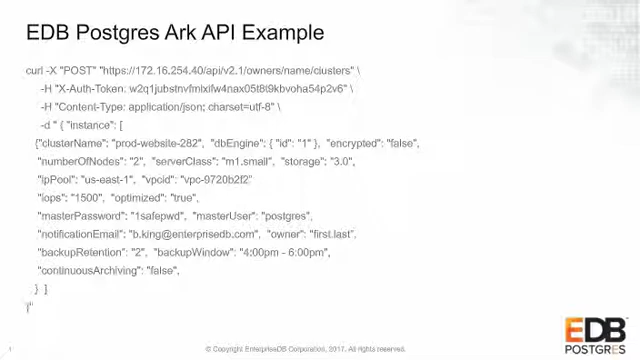 EDB Postgres Ark API Example
curl -X "POST" "https://172.16.254.40/api/v2.1/owners/name/clusters" \
-H "X-Auth-Token: w2q1jubstnvfmlxifw4nax05t8t9kbvoha54p2v6" \
-H "Content-Type: application/json; charset=utf-8" \
-d " { "instance": [
{"clusterName": "prod-website-282", "dbEngine": { "id": "1" }, "encrypted": "false",
"numberOfNodes": "2", "serverClass": "m1.small", "storage": "3.0",
"ipPool": "us-east-1", "vpcid": "vpc-9720b2f2"
"iops": "1500", "optimized": "true",
"masterPassword": "1safepwd", "masterUser": "postgres",
"notificationEmail": "b.king@enterprisedb.com", "owner": "first.last",
"backupRetention": "2", "backupWindow": "4:00pm - 6:00pm",
"continuousArchiving": "false",
} ]
}"
1
© Copyright EnterpriseDB Corporation, 2017. All rights reserved.
EDB
POSTGRES